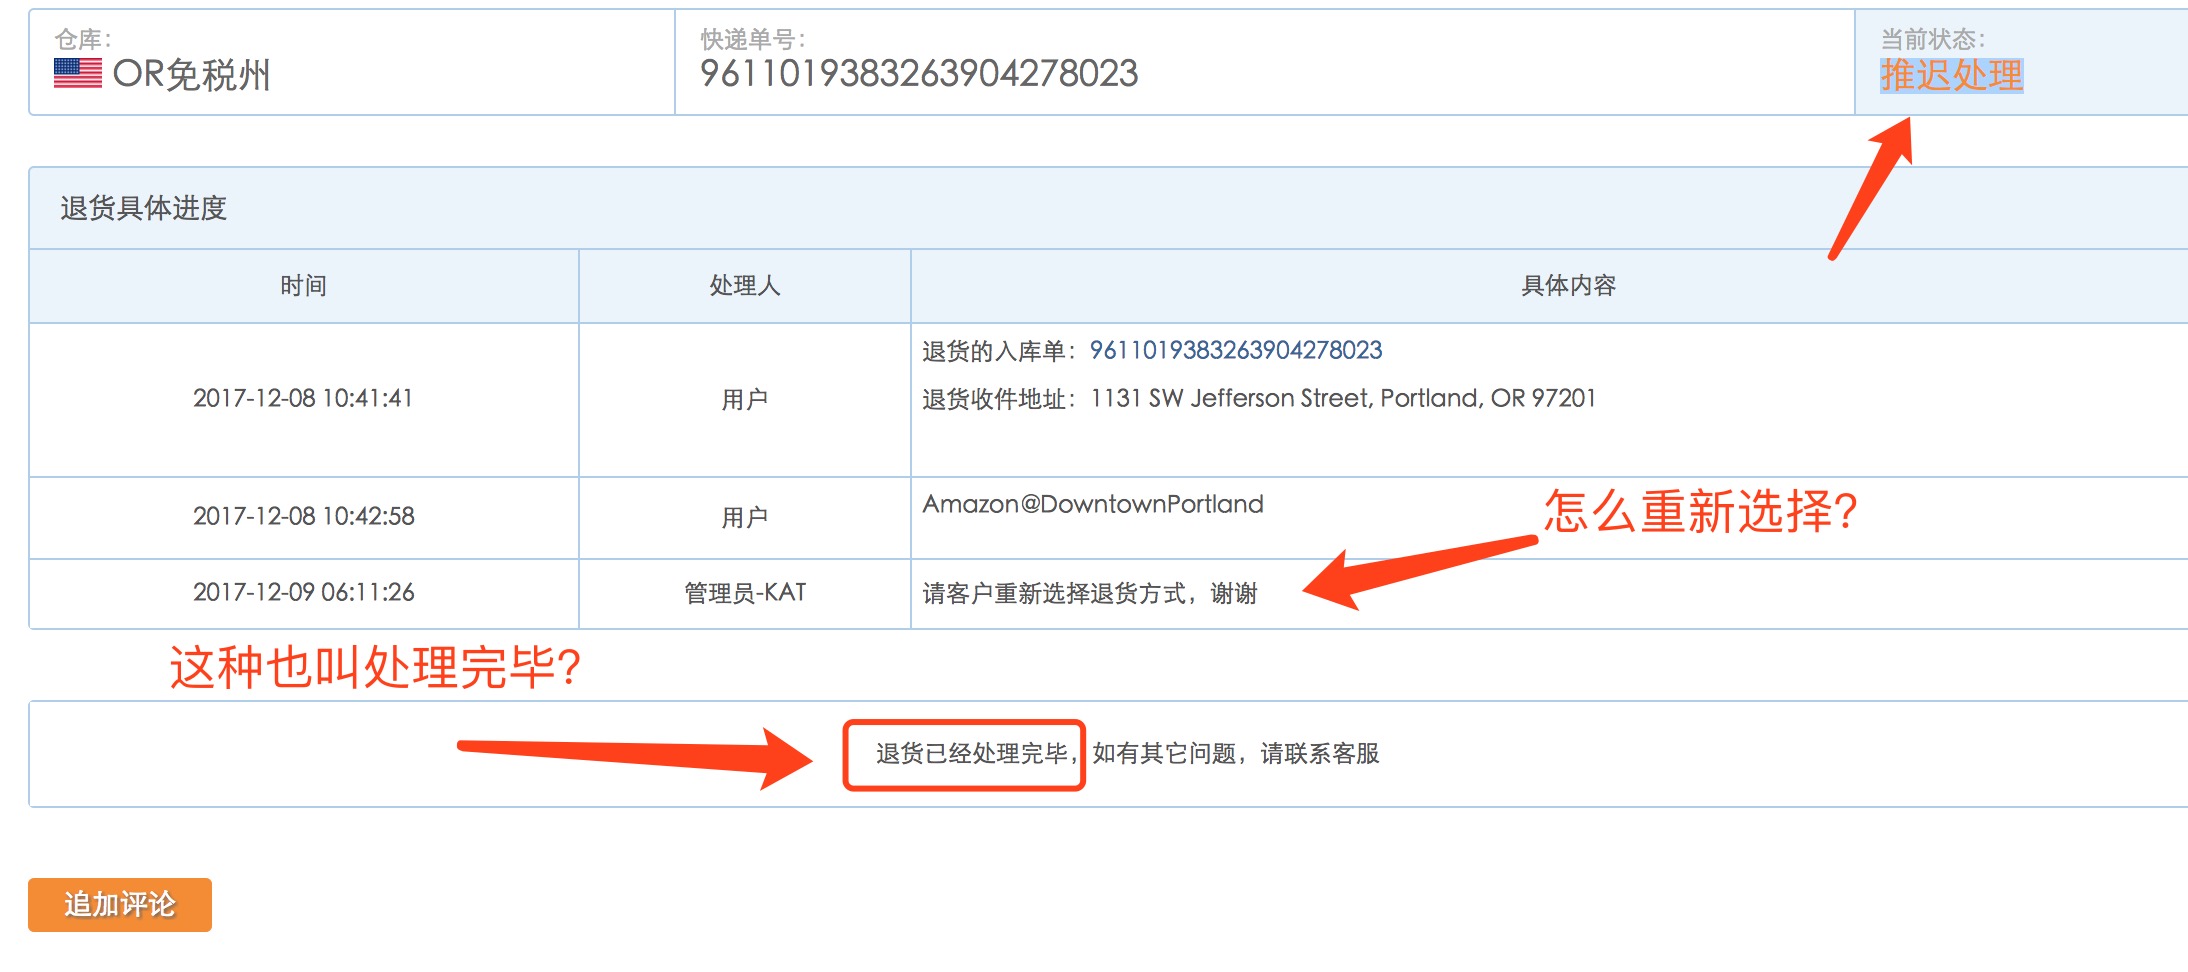 仓库：
OR免税州
快递单号：
9611019383263904278023
当前状态：
推迟处理
退货具体进度
时间
处理人
具体内容
2017-12-08 10:41:41
用户
退货的入库单：9611019383263904278023
退货收件地址：1131 SW Jefferson Street, Portland, OR 97201
2017-12-08 10:42:58
用户
Amazon@DowntownPortland
怎么重新选择？
2017-12-09 06:11:26
管理员-KAT
请客户重新选择退货方式，谢谢
这种也叫处理完毕？
退货已经处理完毕，如有其它问题，请联系客服
追加评论